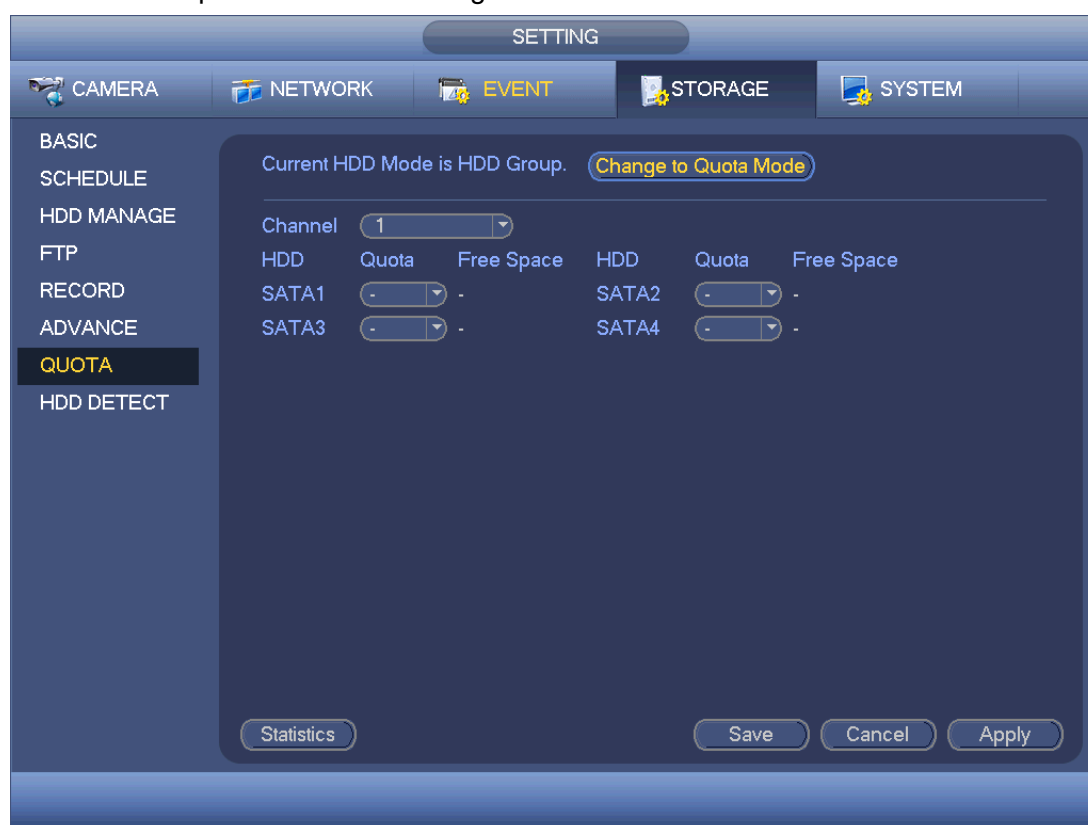 SETTING
CAMERA NETWORK EVENT STORAGE SYSTEM
BASIC
SCHEDULE
HDD MANAGE
FTP
RECORD
ADVANCE
QUOTA
HDD DETECT
Current HDD Mode is HDD Group. Change to Quota Mode
Channel 1
HDD Quota Free Space HDD Quota Free Space
SATA1 - - SATA2 - -
SATA3 - - SATA4 - -
Statistics Save Cancel Apply